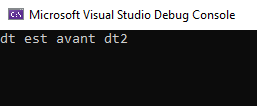 Microsoft Visual Studio Debug Console
dt est avant dt2